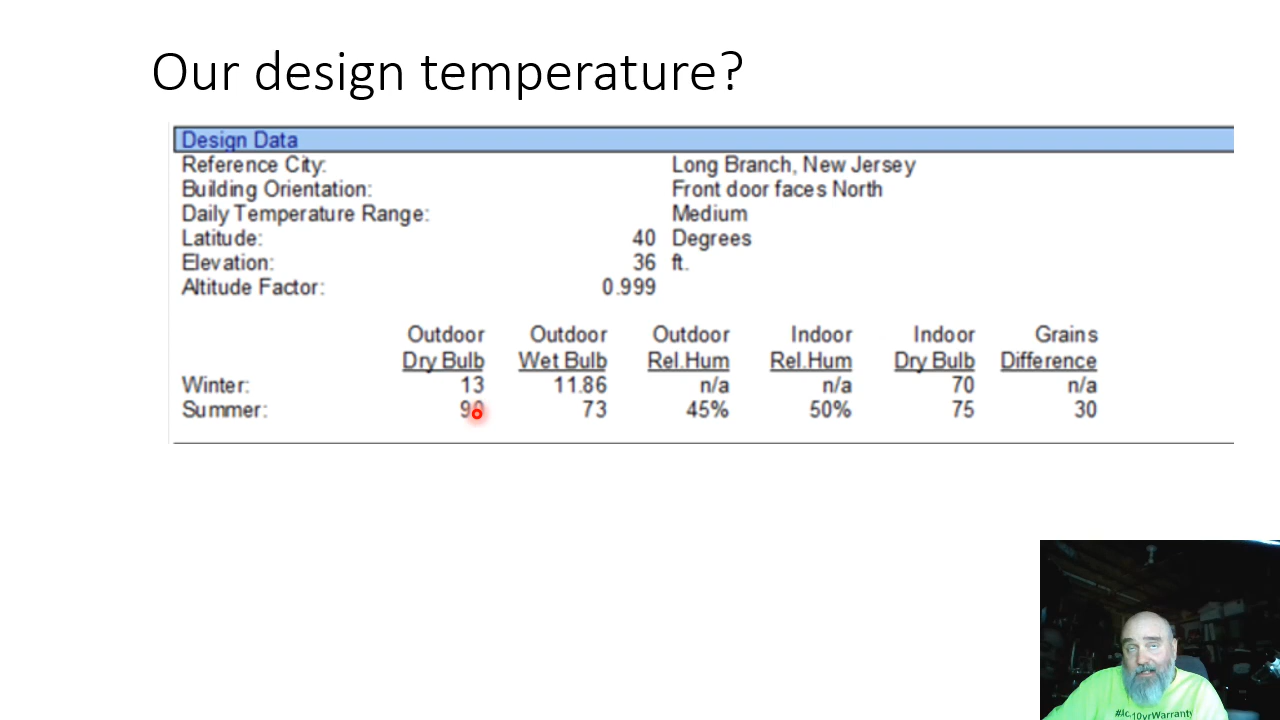 Our design temperature?
Design Data
Reference City: Long Branch, New Jersey
Building Orientation: Front door faces North
Daily Temperature Range: Medium
Latitude: 40 Degrees
Elevation: 36 ft.
Altitude Factor: 0.999
Outdoor Outdoor Outdoor Indoor Indoor Grains
Dry Bulb Wet Bulb Rel.Hum Rel.Hum Dry Bulb Difference
Winter: 13 11.86 n/a n/a 70 n/a
Summer: 90 73 45% 50% 75 30